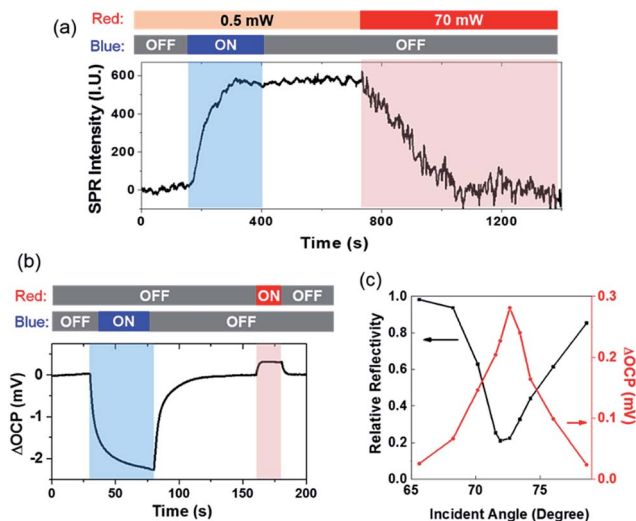 (a)
Red: 0.5 mW 70 mW
Blue: OFF ON OFF
SPR Intensity (I.U.)
600
400
200
0
0 400 800 1200
Time (s)
(b)
Red: OFF ON OFF
Blue: OFF ON OFF
ΔOCP (mV)
0
-1
-2
0 50 100 150 200
Time (s)
(c)
Relative Reflectivity
1.0
0.8
0.6
0.4
0.2
0.0
65 70 75
Incident Angle (Degree)
0.3
0.2
0.1
0.0
ΔOCP (mV)